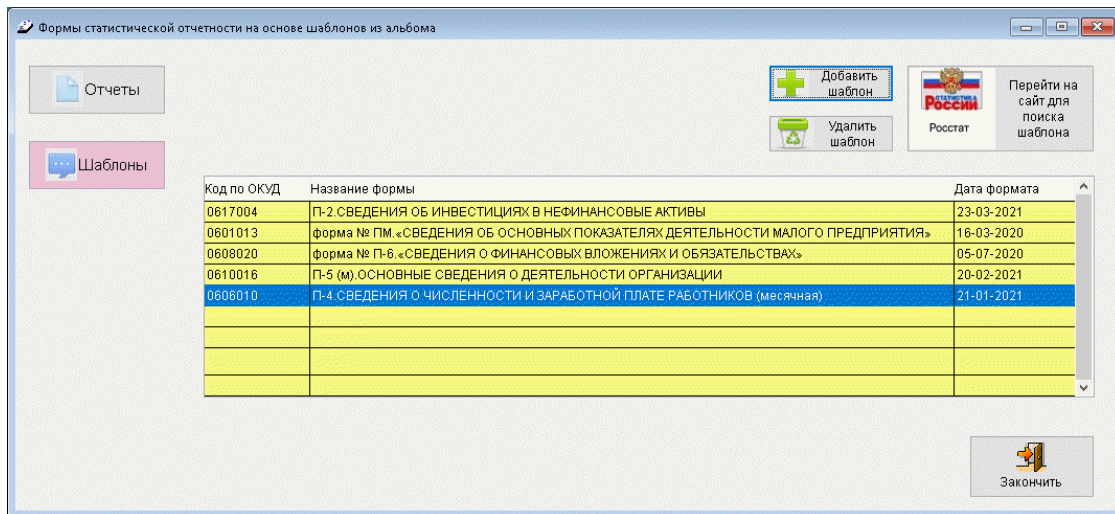 Формы статистической отчетности на основе шаблонов из альбома
Отчеты
Шаблоны
Добавить
шаблон
Удалить
шаблон
СТАТИСТИКА
России
Росстат
Перейти на
сайт для
поиска
шаблона
Код по ОКУД Название формы Дата формата
0617004 П-2.СВЕДЕНИЯ ОБ ИНВЕСТИЦИЯХ В НЕФИНАНСОВЫЕ АКТИВЫ 23-03-2021
0601013 форма № ПМ.«СВЕДЕНИЯ ОБ ОСНОВНЫХ ПОКАЗАТЕЛЯХ ДЕЯТЕЛЬНОСТИ МАЛОГО ПРЕДПРИЯТИЯ» 16-03-2020
0608020 форма № П-6.«СВЕДЕНИЯ О ФИНАНСОВЫХ ВЛОЖЕНИЯХ И ОБЯЗАТЕЛЬСТВАХ» 05-07-2020
0610016 П-5 (м).ОСНОВНЫЕ СВЕДЕНИЯ О ДЕЯТЕЛЬНОСТИ ОРГАНИЗАЦИИ 20-02-2021
0606010 П-4.СВЕДЕНИЯ О ЧИСЛЕННОСТИ И ЗАРАБОТНОЙ ПЛАТЕ РАБОТНИКОВ (месячная) 21-01-2021
Закончить